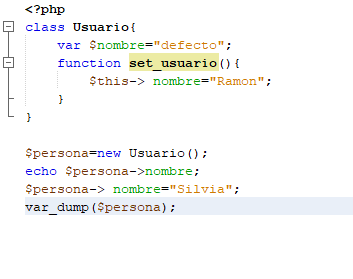 <?php
class Usuario{
var $nombre="defecto";
function set_usuario(){
$this-> nombre="Ramon";
}
}
$persona=new Usuario();
echo $persona->nombre;
$persona-> nombre="Silvia";
var_dump($persona);